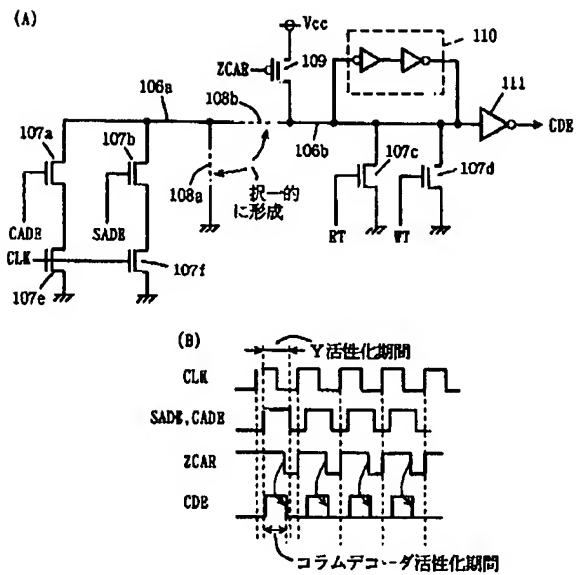 (A)
Vcc
110
ZCAR
109
106a
108b
111
107a
107b
106b
CDE
108a
択一的
に形成
107c
107d
CADE
SADE
RT
WT
CLK
107e
107f
(B)
Y活性化期間
CLK
SADE,CADE
ZCAR
CDE
コラムデコーダ活性化期間